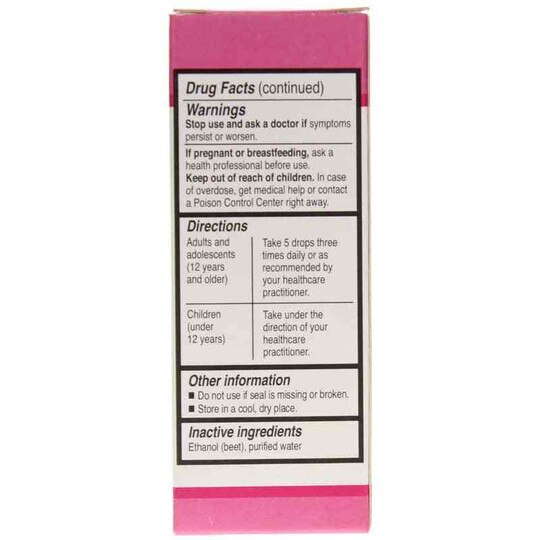 Drug Facts (continued)
Warnings
Stop use and ask a doctor if symptoms
persist or worsen.
If pregnant or breastfeeding, ask a
health professional before use.
Keep out of reach of children. In case
of overdose, get medical help or contact
a Poison Control Center right away.
Directions
Adults and
adolescents
(12 years
and older)
Take 5 drops three
times daily or as
recommended by
your healthcare
practitioner.
Children
(under
12 years)
Take under the
direction of your
healthcare
practitioner.
Other information
■ Do not use if seal is missing or broken.
■ Store in a cool, dry place.
Inactive ingredients
Ethanol (beet), purified water